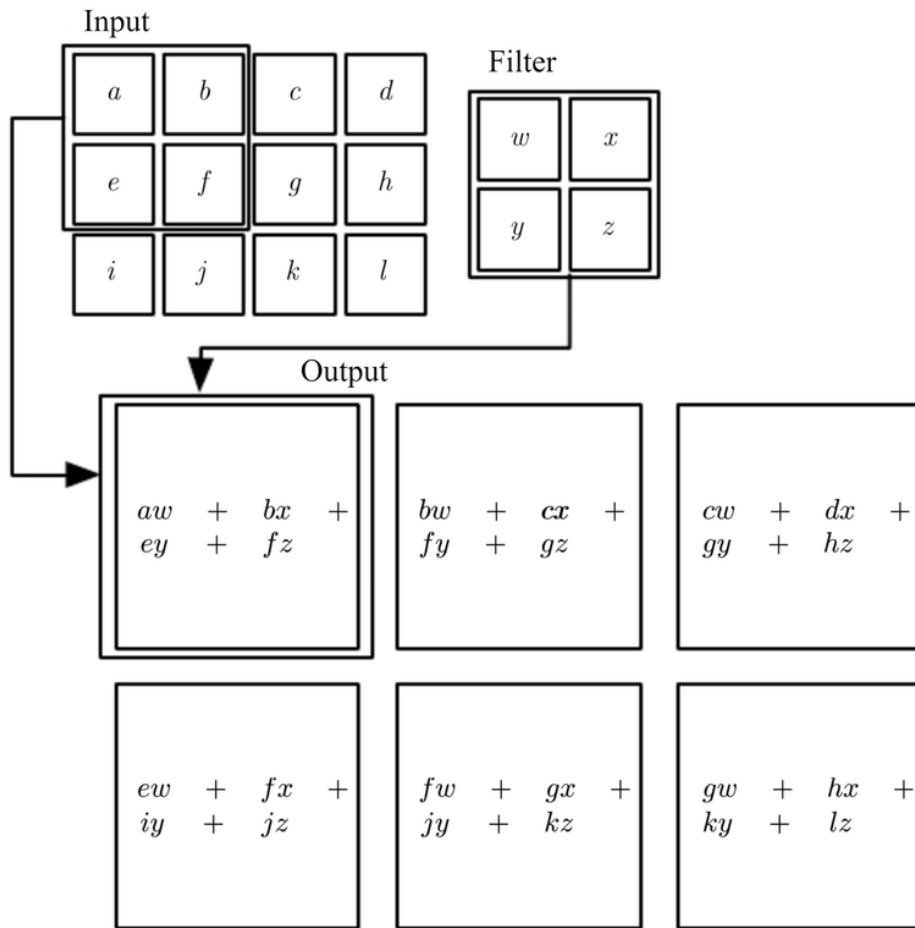 Input
Filter
a b c d
e f g h
i j k l
w x
y z
Output
aw + bx +
ey + fz
bw + cx +
fy + gz
cw + dx +
gy + hz
ew + fx +
iy + jz
fw + gx +
jy + kz
gw + hx +
ky + lz